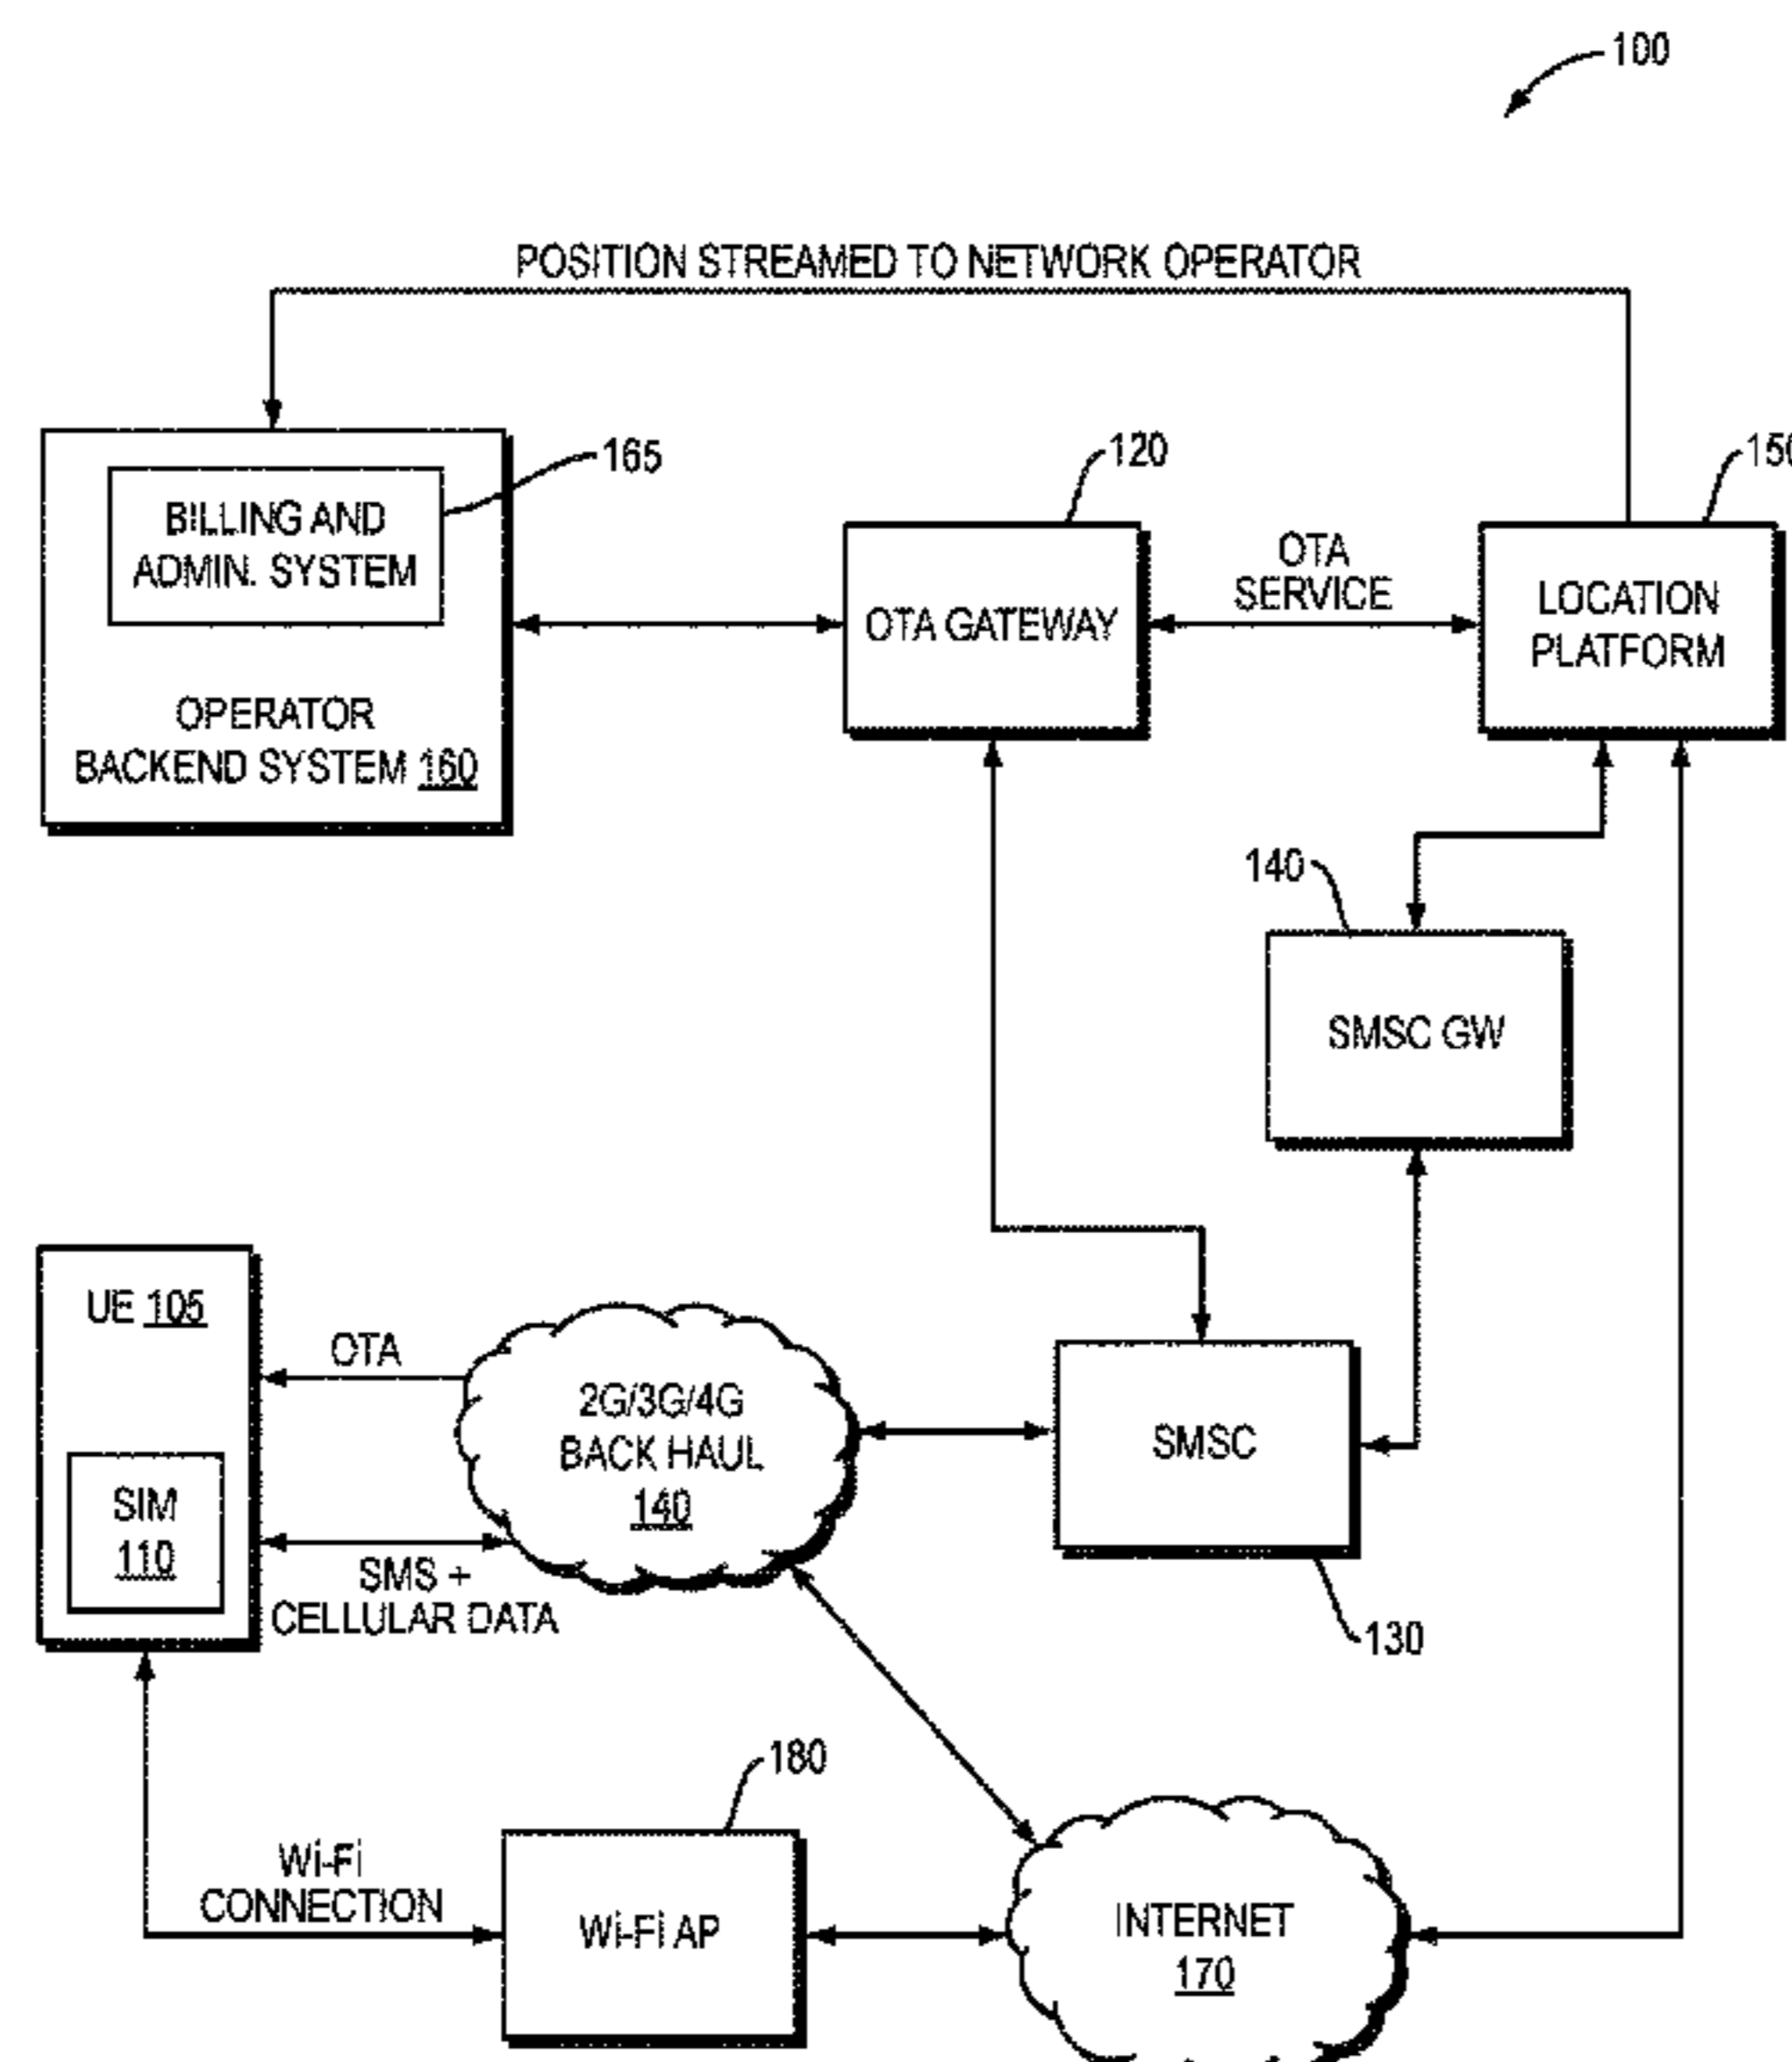 100
POSITION STREAMED TO NETWORK OPERATOR
165
120
150
BILLING AND
ADMIN. SYSTEM
OPERATOR
BACKEND SYSTEM 160
OTA GATEWAY
OTA
SERVICE
LOCATION
PLATFORM
140
SMSC GW
UE 105
OTA
SIM
110
SMS +
CELLULAR DATA
2G/3G/4G
BACK HAUL
140
SMSC
130
180
Wi-Fi
CONNECTION
Wi-Fi AP
INTERNET
170